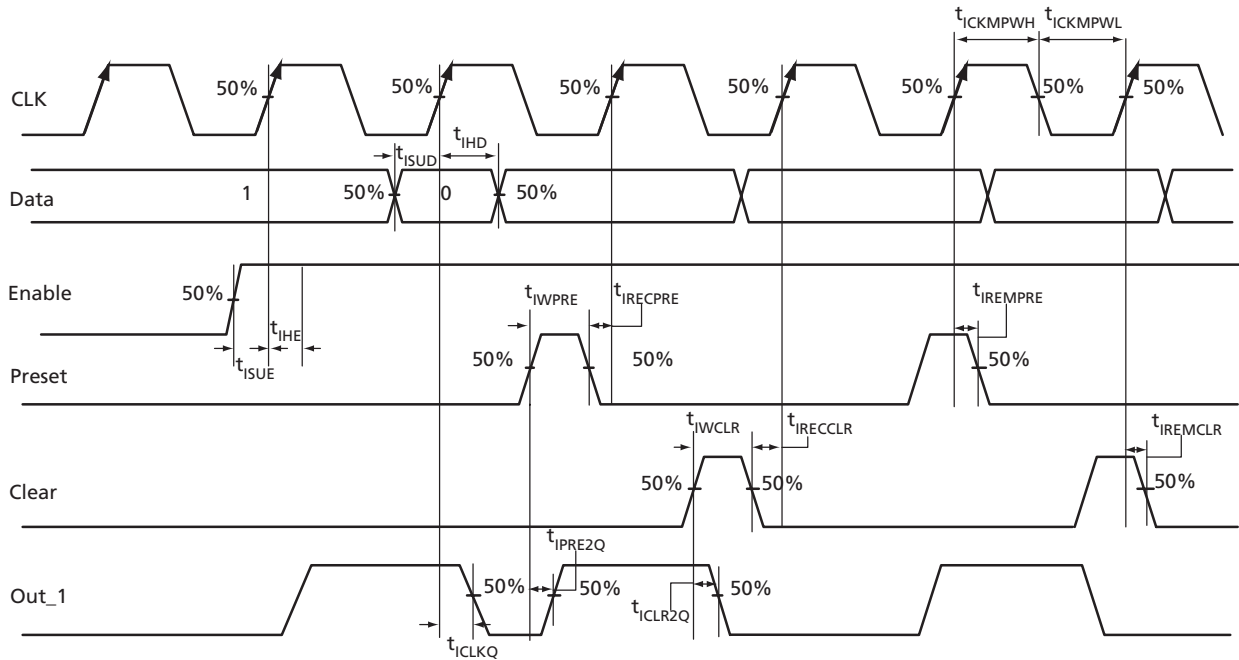 tICKMPWH tICKMPWL
CLK 50% 50% 50% 50% 50% 50% 50%
tISUD tIHD
Data 1 50% 0 50%
Enable 50%
tIWPRE tIRECPRE tIREMPRE
tIHE
tISUE
Preset 50% 50% 50%
tIWCLR tIRECCLR tIREMCLR
Clear 50% 50% 50%
tIPRE2Q
Out_1 50% 50% 50%
tICLR2Q
tICLKQ